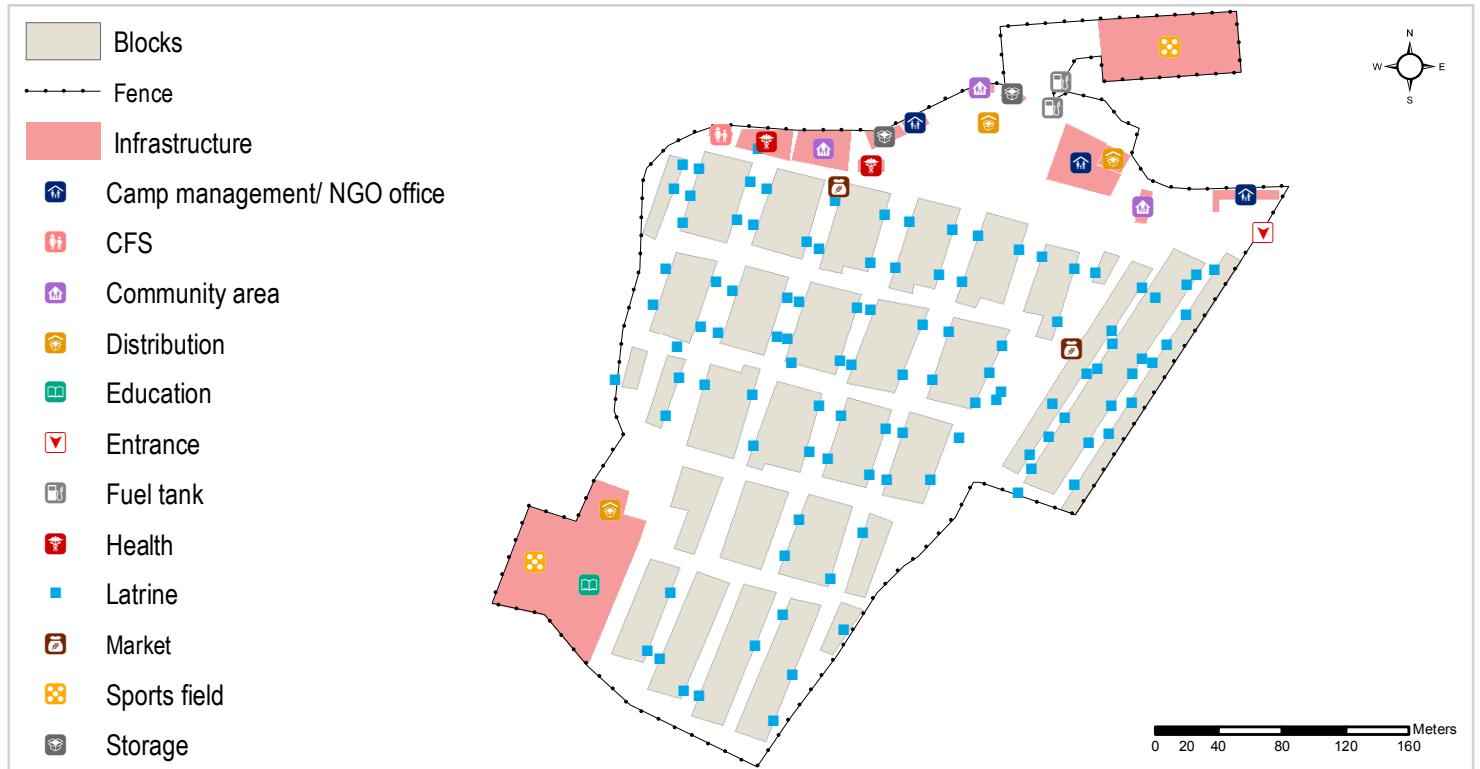 Blocks
Fence
Infrastructure
Camp management/ NGO office
CFS
Community area
Distribution
Education
Entrance
Fuel tank
Health
Latrine
Market
Sports field
Storage
N
W E
S
Meters
0 20 40 80 120 160